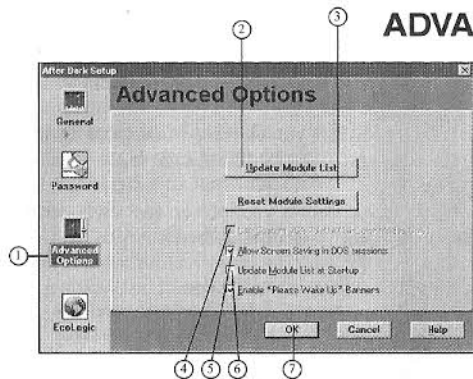 ADVA
2
3
After Dark Setup
Advanced Options
General
Password
1
Advanced Options
EcoLogic
Update Module List
Reset Module Settings
Allow Screen Saving in DOS sessions
Update Module List at Start-up
Enable "Please Wake Up" Banners
OK
Cancel
Help
4
5
6
7